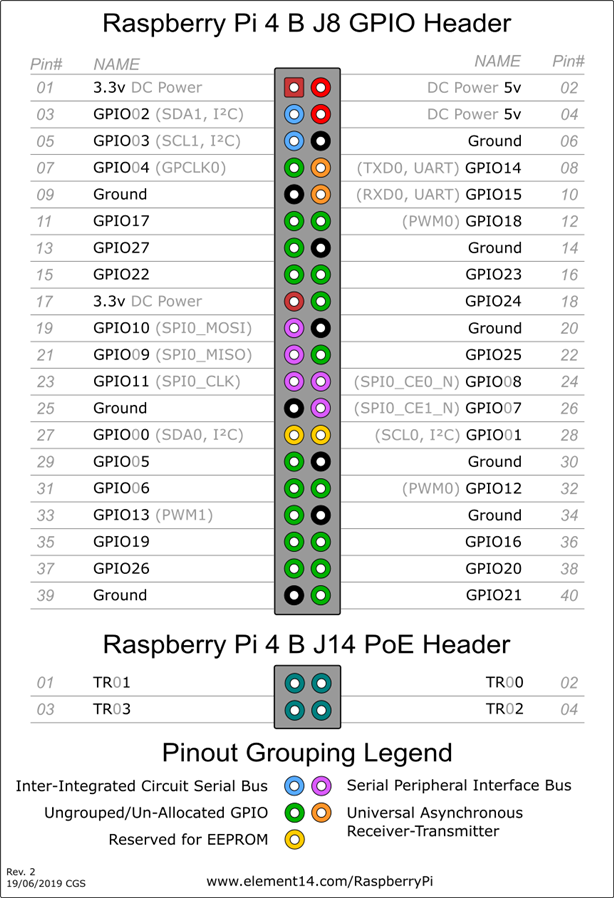 Raspberry Pi 4 B J8 GPIO Header
Pin# NAME NAME Pin#
01 3.3v DC Power DC Power 5v 02
03 GPIO02 (SDA1, I²C) DC Power 5v 04
05 GPIO03 (SCL1, I²C) Ground 06
07 GPIO04 (GPCLK0) (TXD0, UART) GPIO14 08
09 Ground (RXD0, UART) GPIO15 10
11 GPIO17 (PWM0) GPIO18 12
13 GPIO27 Ground 14
15 GPIO22 GPIO23 16
17 3.3v DC Power GPIO24 18
19 GPIO10 (SPI0_MOSI) Ground 20
21 GPIO09 (SPI0_MISO) GPIO25 22
23 GPIO11 (SPI0_CLK) (SPI0_CE0_N) GPIO08 24
25 Ground (SPI0_CE1_N) GPIO07 26
27 GPIO00 (SDA0, I²C) (SCL0, I²C) GPIO01 28
29 GPIO05 Ground 30
31 GPIO06 (PWM0) GPIO12 32
33 GPIO13 (PWM1) Ground 34
35 GPIO19 GPIO16 36
37 GPIO26 GPIO20 38
39 Ground GPIO21 40
Raspberry Pi 4 B J14 PoE Header
01 TR01 TR00 02
03 TR03 TR02 04
Pinout Grouping Legend
Inter-Integrated Circuit Serial Bus Serial Peripheral Interface Bus
Ungrouped/Un-Allocated GPIO Universal Asynchronous
Receiver-Transmitter
Reserved for EEPROM
Rev. 2
19/06/2019 CGS
www.element14.com/RaspberryPi